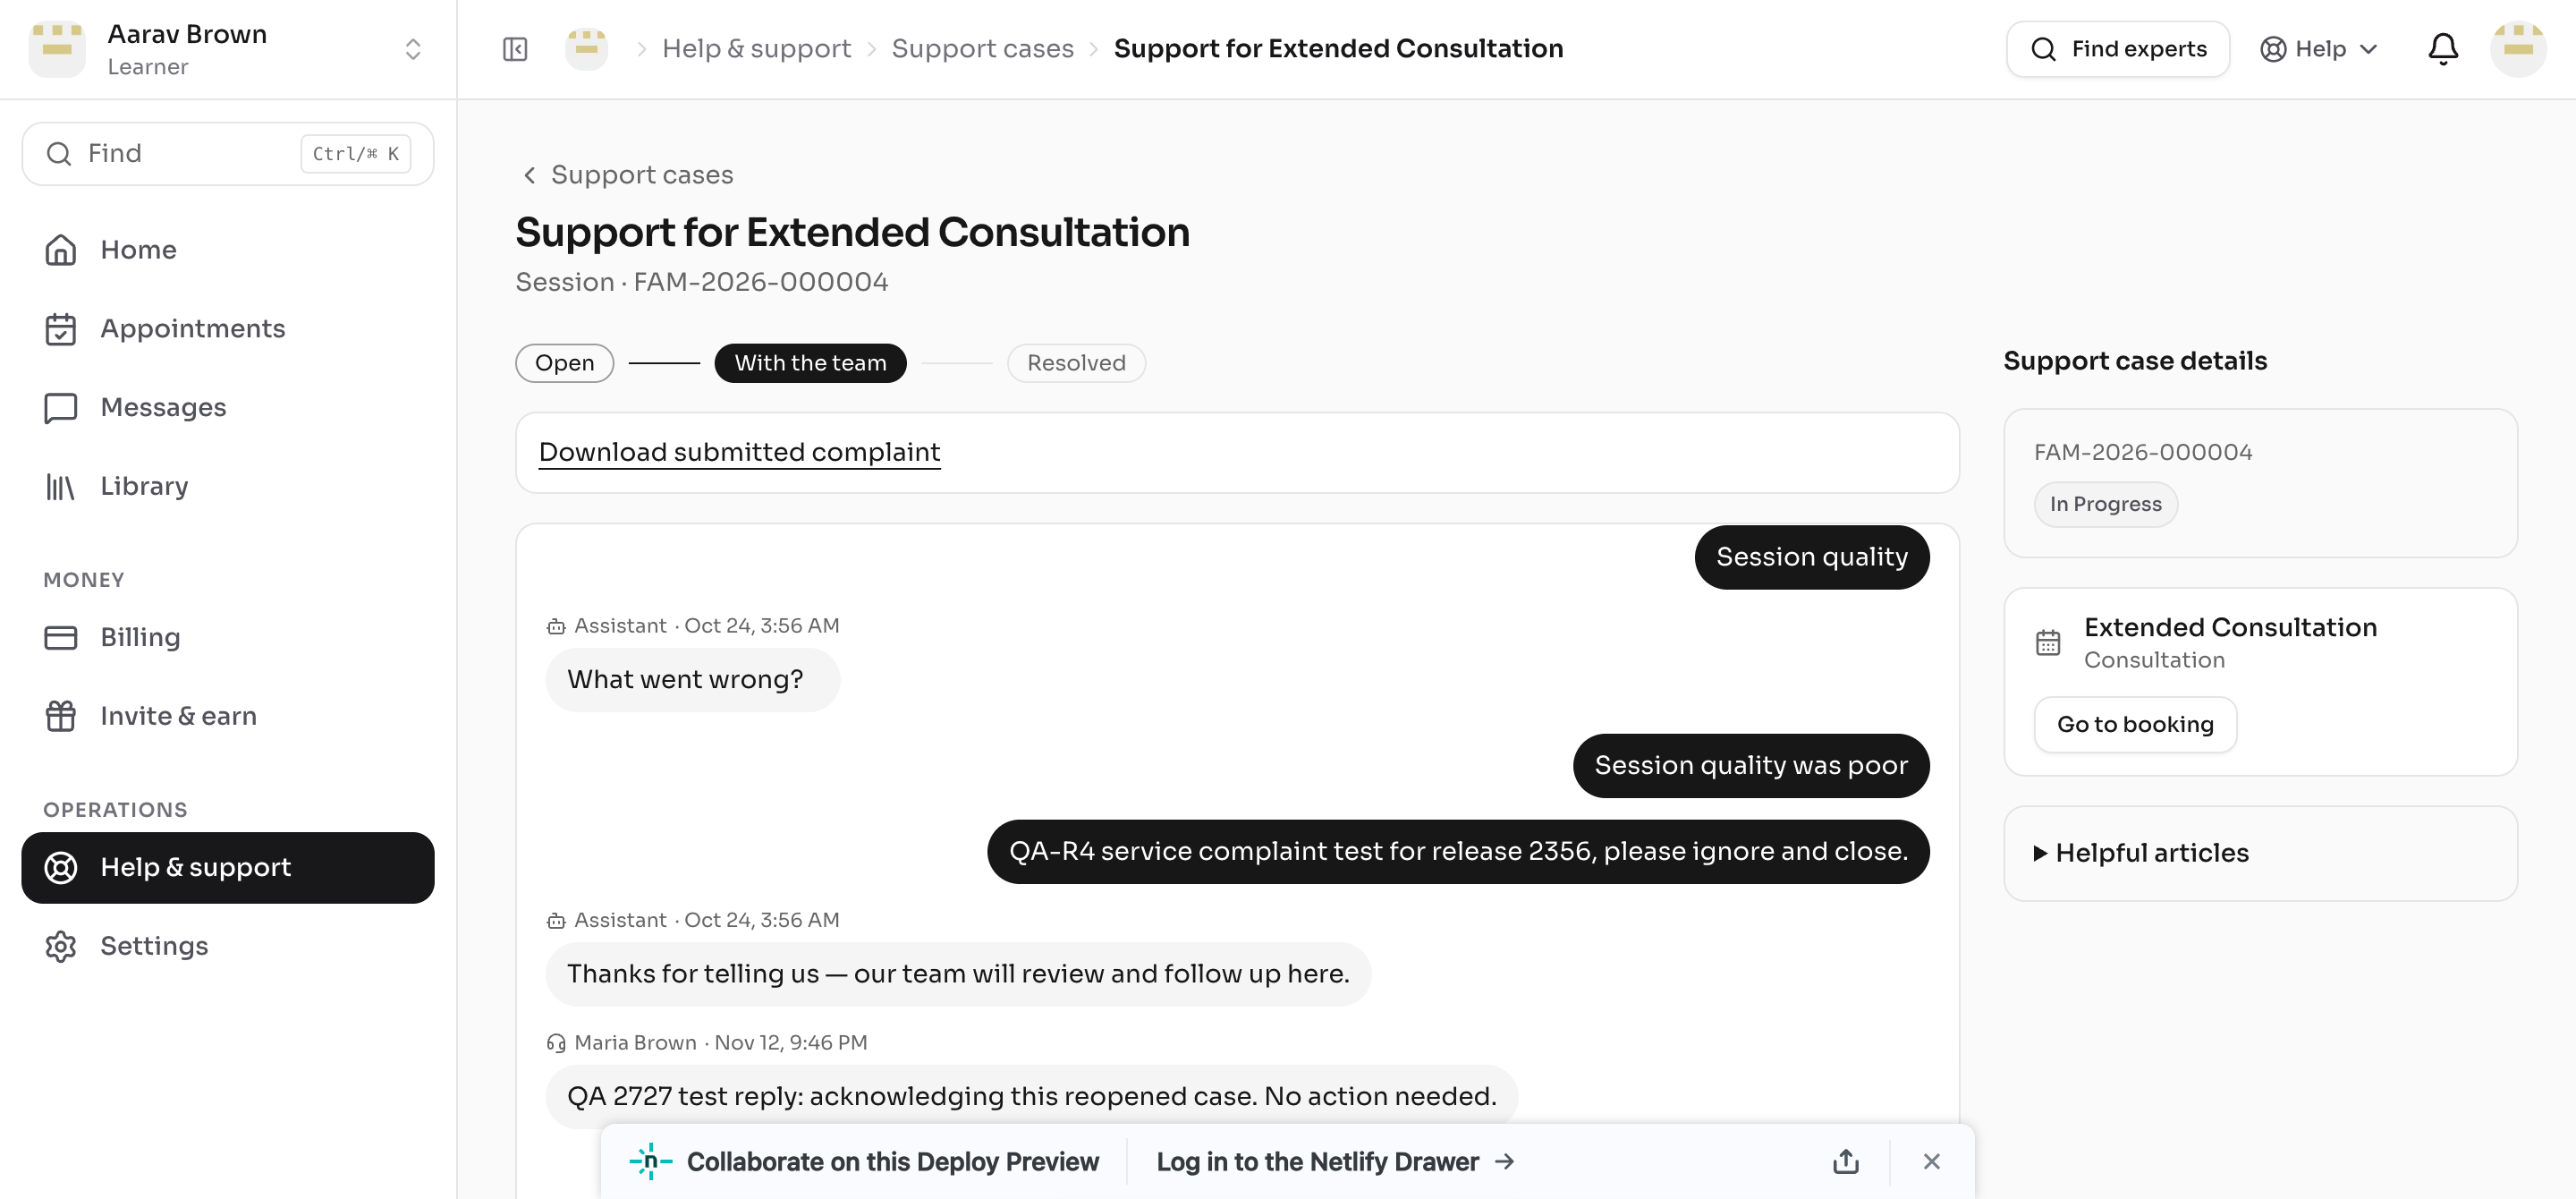 Aarav Brown
Learner
Find
Ctrl/⌘ K
Home
Appointments
Messages
Library
MONEY
Billing
Invite & earn
OPERATIONS
Help & support
Settings
Help & support
Support cases
Support for Extended Consultation
Find experts
Help
Support cases
Support for Extended Consultation
Session · FAM-2026-000004
Open
With the team
Resolved
Download submitted complaint
Session quality
Assistant · Oct 24, 3:56 AM
What went wrong?
Session quality was poor
QA-R4 service complaint test for release 2356, please ignore and close.
Assistant · Oct 24, 3:56 AM
Thanks for telling us — our team will review and follow up here.
Maria Brown · Nov 12, 9:46 PM
QA 2727 test reply: acknowledging this reopened case. No action needed.
Support case details
FAM-2026-000004
In Progress
Extended Consultation
Consultation
Go to booking
Helpful articles
Collaborate on this Deploy Preview
Log in to the Netlify Drawer